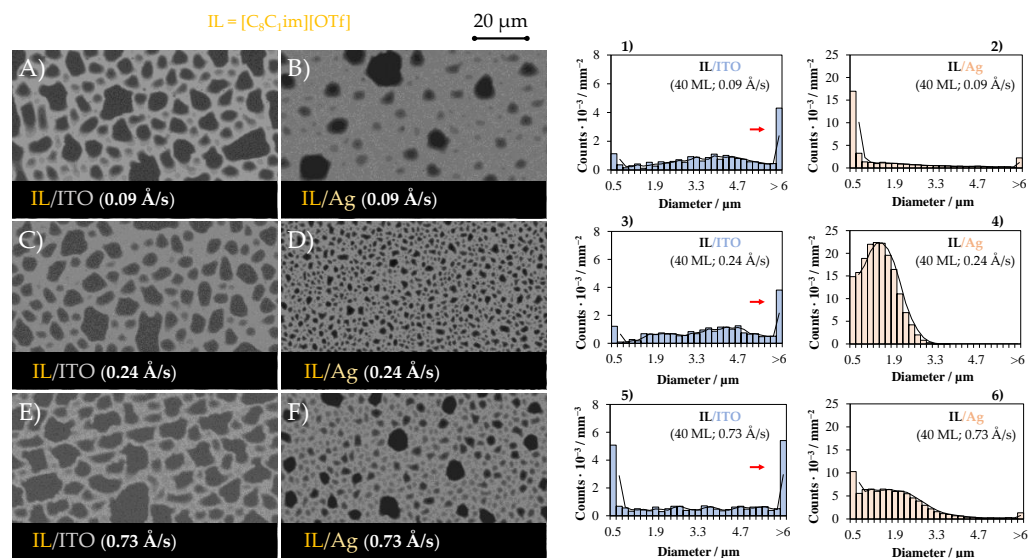 IL = [C₈C₁im][OTf]
20 µm
A)
IL/ITO (0.09 Å/s)
B)
IL/Ag (0.09 Å/s)
C)
IL/ITO (0.24 Å/s)
D)
IL/Ag (0.24 Å/s)
E)
IL/ITO (0.73 Å/s)
F)
IL/Ag (0.73 Å/s)
1)
IL/ITO
(40 ML; 0.09 Å/s)
Counts · 10⁻³ / mm⁻²
8
6
4
2
0
0.5 1.9 3.3 4.7 > 6
Diameter / µm
2)
IL/Ag
(40 ML; 0.09 Å/s)
Counts · 10⁻³ / mm⁻²
25
20
15
10
5
0
0.5 1.9 3.3 4.7 >6
Diameter / µm
3)
IL/ITO
(40 ML; 0.24 Å/s)
Counts · 10⁻³ / mm⁻²
8
6
4
2
0
0.5 1.9 3.3 4.7 >6
Diameter / µm
4)
IL/Ag
(40 ML; 0.24 Å/s)
Counts · 10⁻³ / mm⁻²
25
20
15
10
5
0
0.5 1.9 3.3 4.7 >6
Diameter / µm
5)
IL/ITO
(40 ML; 0.73 Å/s)
Counts · 10⁻³ / mm⁻³
8
6
4
2
0
0.5 1.9 3.3 4.7 >6
Diameter / µm
6)
IL/Ag
(40 ML; 0.73 Å/s)
Counts · 10⁻³ / mm⁻²
25
20
15
10
5
0
0.5 1.9 3.3 4.7 >6
Diameter / µm